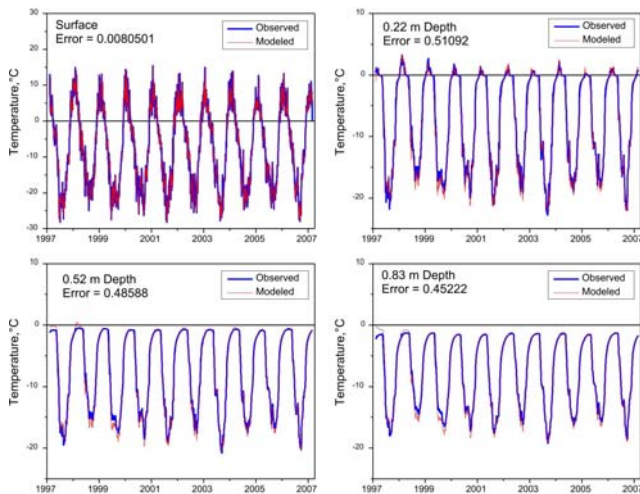 Surface
Error = 0.0080501
Observed
Modeled
Temperature,°C
30
20
10
0
-10
-20
-30
1997 1999 2001 2003 2005 2007
0.22 m Depth
Error = 0.51092
Observed
Modeled
Temperature,°C
10
0
-10
-20
1997 1999 2001 2003 2005 2007
0.52 m Depth
Error = 0.48588
Observed
Modeled
Temperature,°C
10
0
-10
-20
1997 1999 2001 2003 2005 2007
0.83 m Depth
Error = 0.45222
Observed
Modeled
Temperature,°C
10
0
-10
-20
1997 1999 2001 2003 2005 2007